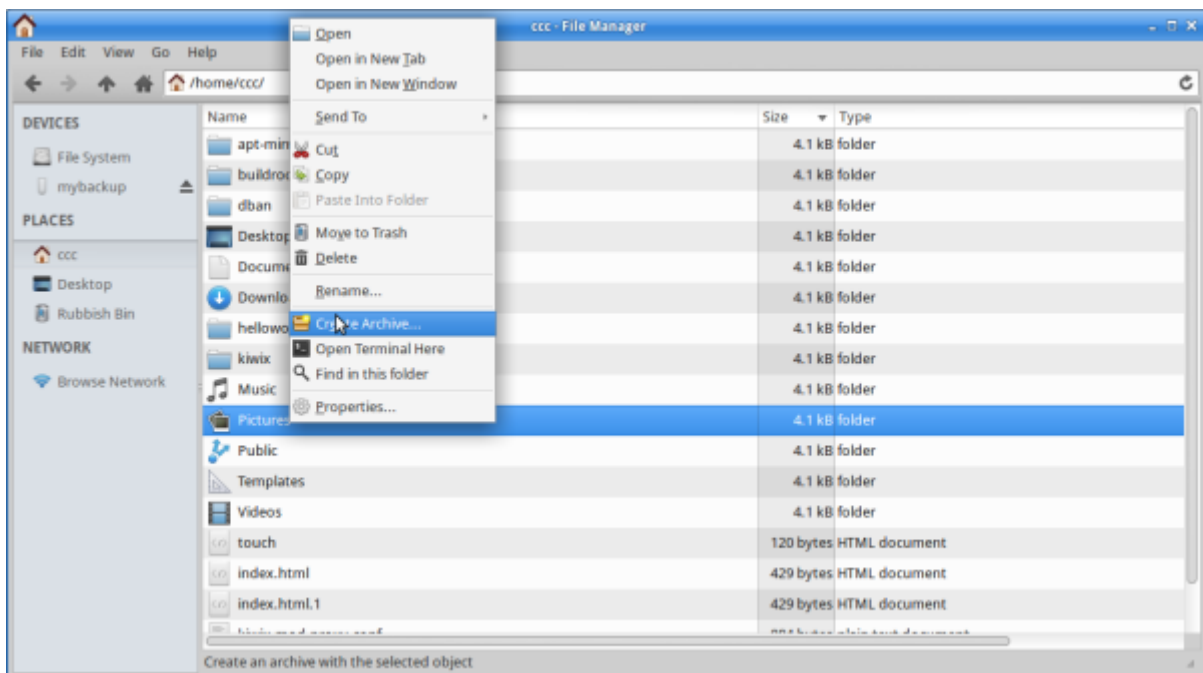 ccc - File Manager
File Edit View Go Help
/home/ccc/
DEVICES
File System
mybackup
PLACES
ccc
Desktop
Rubbish Bin
NETWORK
Browse Network
Open
Open in New Tab
Open in New Window
Send To
Cut
Copy
Paste Into Folder
Move to Trash
Delete
Rename...
Create Archive...
Open Terminal Here
Find in this folder
Properties...
Name Size Type
4.1 kB folder
4.1 kB folder
dban 4.1 kB folder
4.1 kB folder
4.1 kB folder
4.1 kB folder
4.1 kB folder
kiwix 4.1 kB folder
Music 4.1 kB folder
Pictures 4.1 kB folder
Public 4.1 kB folder
Templates 4.1 kB folder
Videos 4.1 kB folder
touch 120 bytes HTML document
index.html 429 bytes HTML document
index.html.1 429 bytes HTML document
Create an archive with the selected object